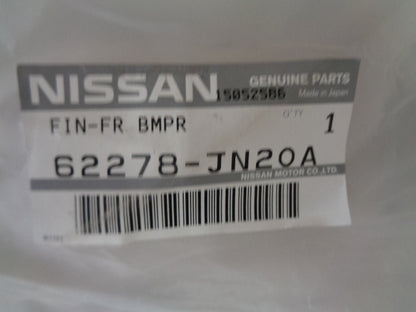 NISSAN
GENUINE PARTS
15052586
Made in Japan
FIN-FR BMPR
Q'TY
1
62278-JN20A
NISSAN MOTOR CO.,LTD.